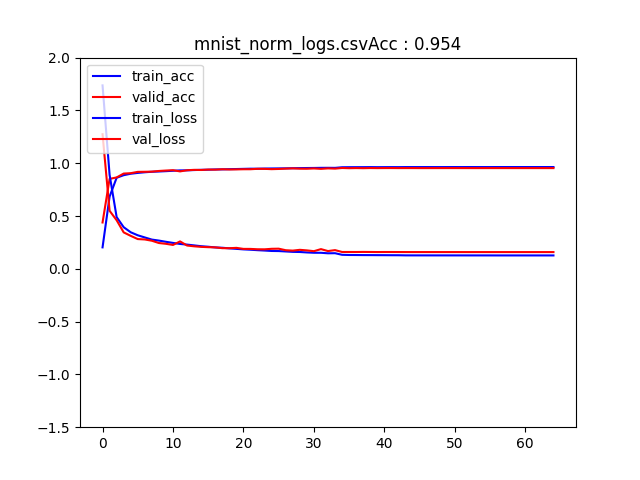 mnist_norm_logs.csvAcc : 0.954
train_acc
valid_acc
train_loss
val_loss
2.0
1.5
1.0
0.5
0.0
−0.5
−1.0
−1.5
0 10 20 30 40 50 60